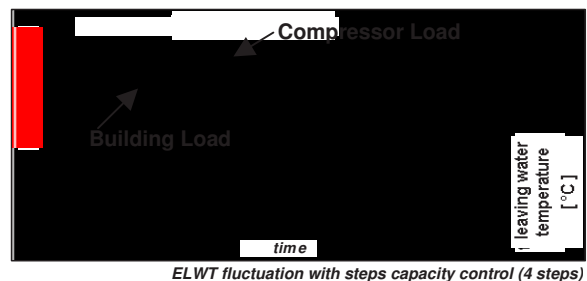 Compressor Load
Building Load
leaving water
temperature
[°C]
time
ELWT fluctuation with steps capacity control (4 steps)